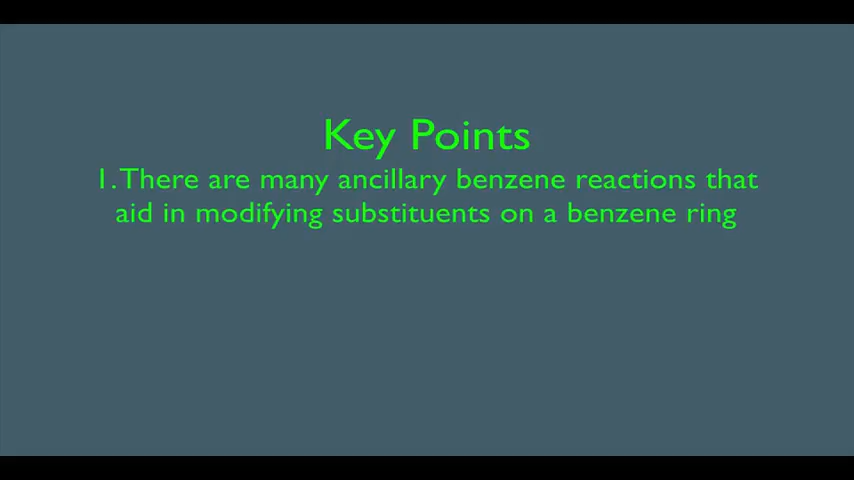 Key Points
1. There are many ancillary benzene reactions that
aid in modifying substituents on a benzene ring